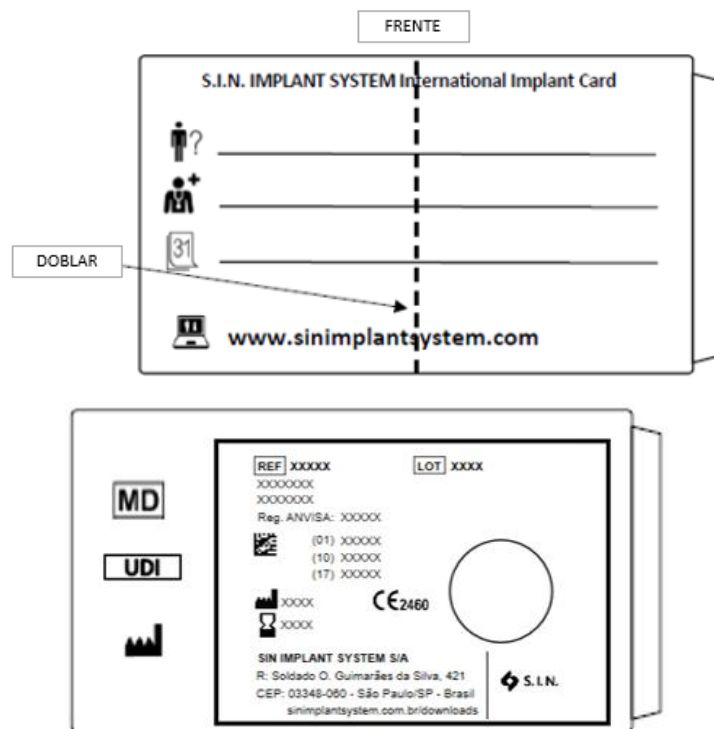 FRENTE
S.I.N. IMPLANT SYSTEM International Implant Card
?
+
31
DOBLAR
www.sinimplantsystem.com
REF XXXXX LOT XXXX
XXXXXXX
XXXXXXX
Reg. ANVISA: XXXXX
MD
(01) XXXXX
(10) XXXXX
(17) XXXXX
UDI
XXXX CE2460
XXXX
SIN IMPLANT SYSTEM S/A
R: Soldado O. Guimarães da Silva, 421
CEP: 03348-060 - São Paulo/SP - Brasil
sinimplantsystem.com.br/downloads
S.I.N.